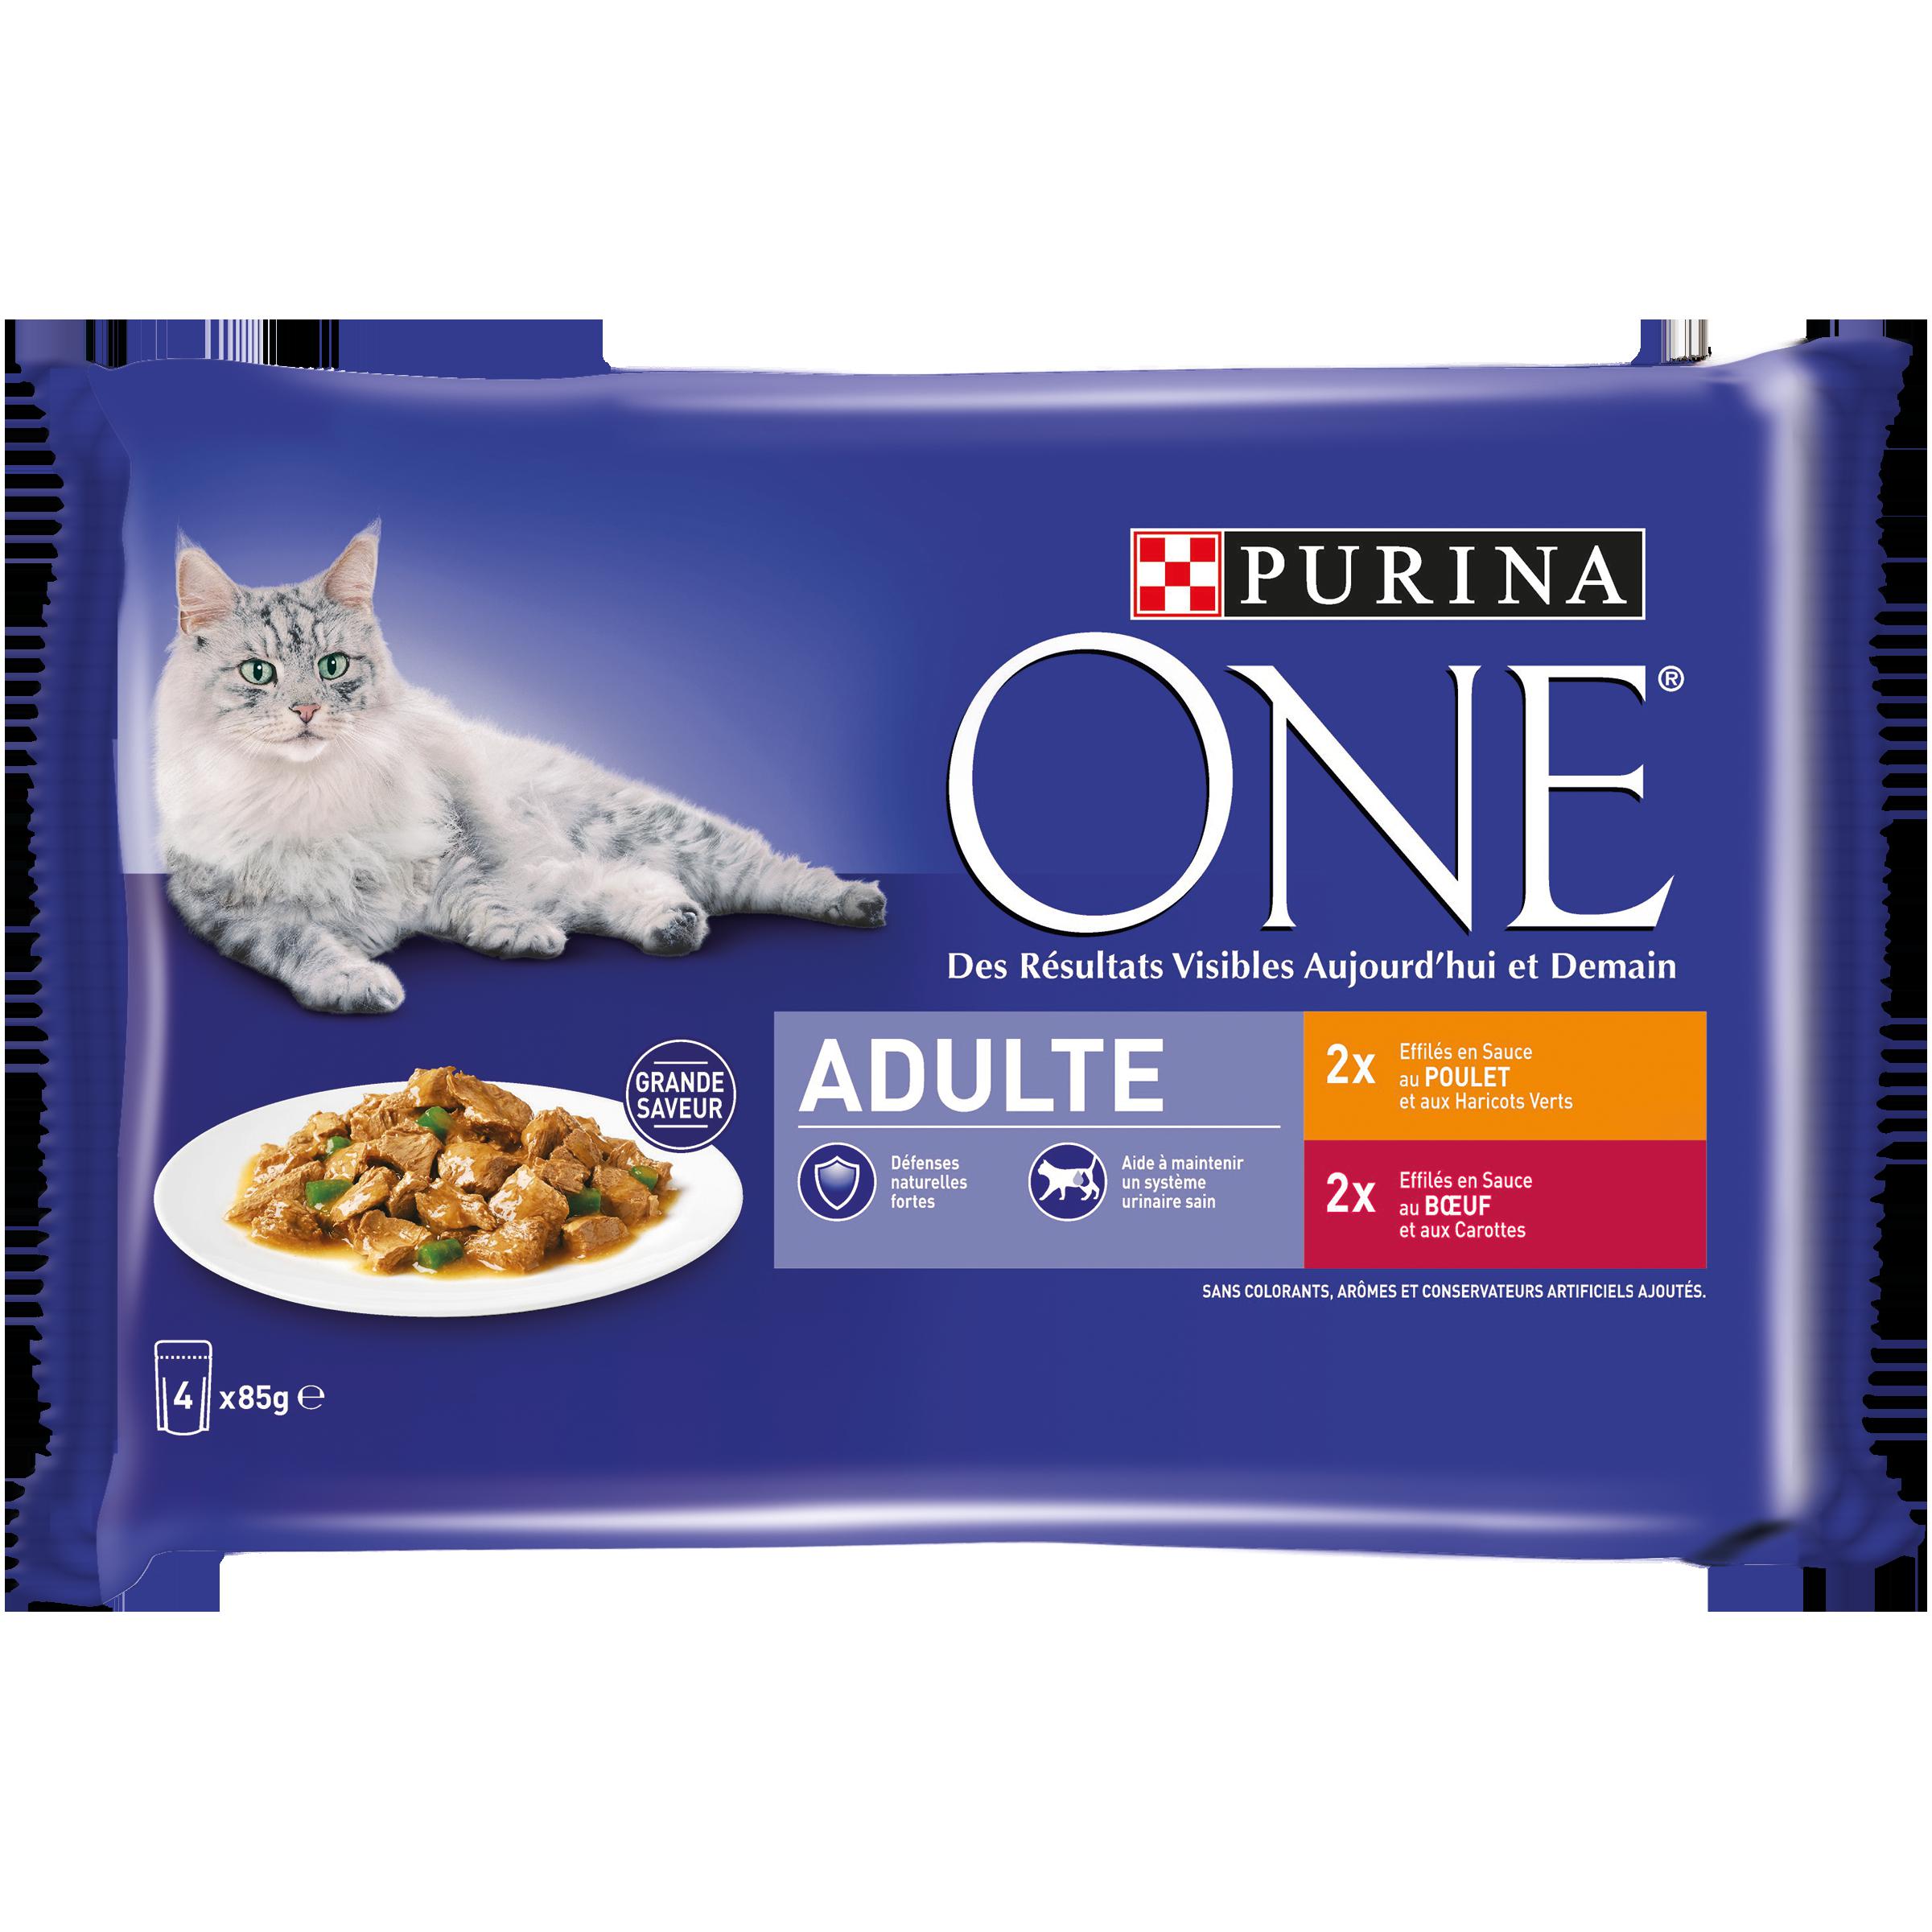 PURINA
ONE®
Des Résultats Visibles Aujourd'hui et Demain
GRANDE
SAVEUR
ADULTE
Défenses
naturelles
fortes
Aide à maintenir
un système
urinaire sain
2x
Effilés en Sauce
au POULET
et aux Haricots Verts
2x
Effilés en Sauce
au BŒUF
et aux Carottes
SANS COLORANTS, ARÔMES ET CONSERVATEURS ARTIFICIELS AJOUTÉS.
4 x85g ℮